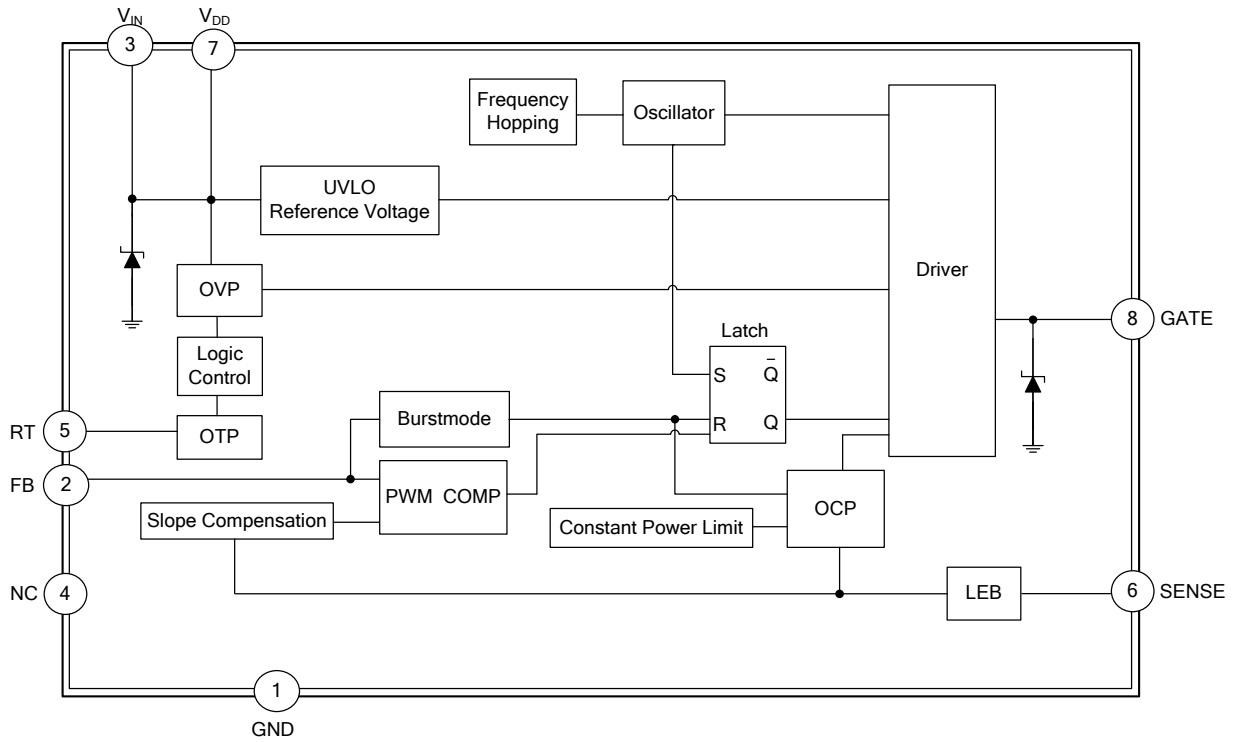 VIN
VDD
3
7
Frequency
Hopping
Oscillator
UVLO
Reference Voltage
Driver
OVP
8
GATE
Latch
Logic
Control
S
Q̄
RT
5
OTP
Burstmode
R
Q
FB
2
PWM COMP
OCP
Slope Compensation
Constant Power Limit
NC
4
LEB
6
SENSE
1
GND